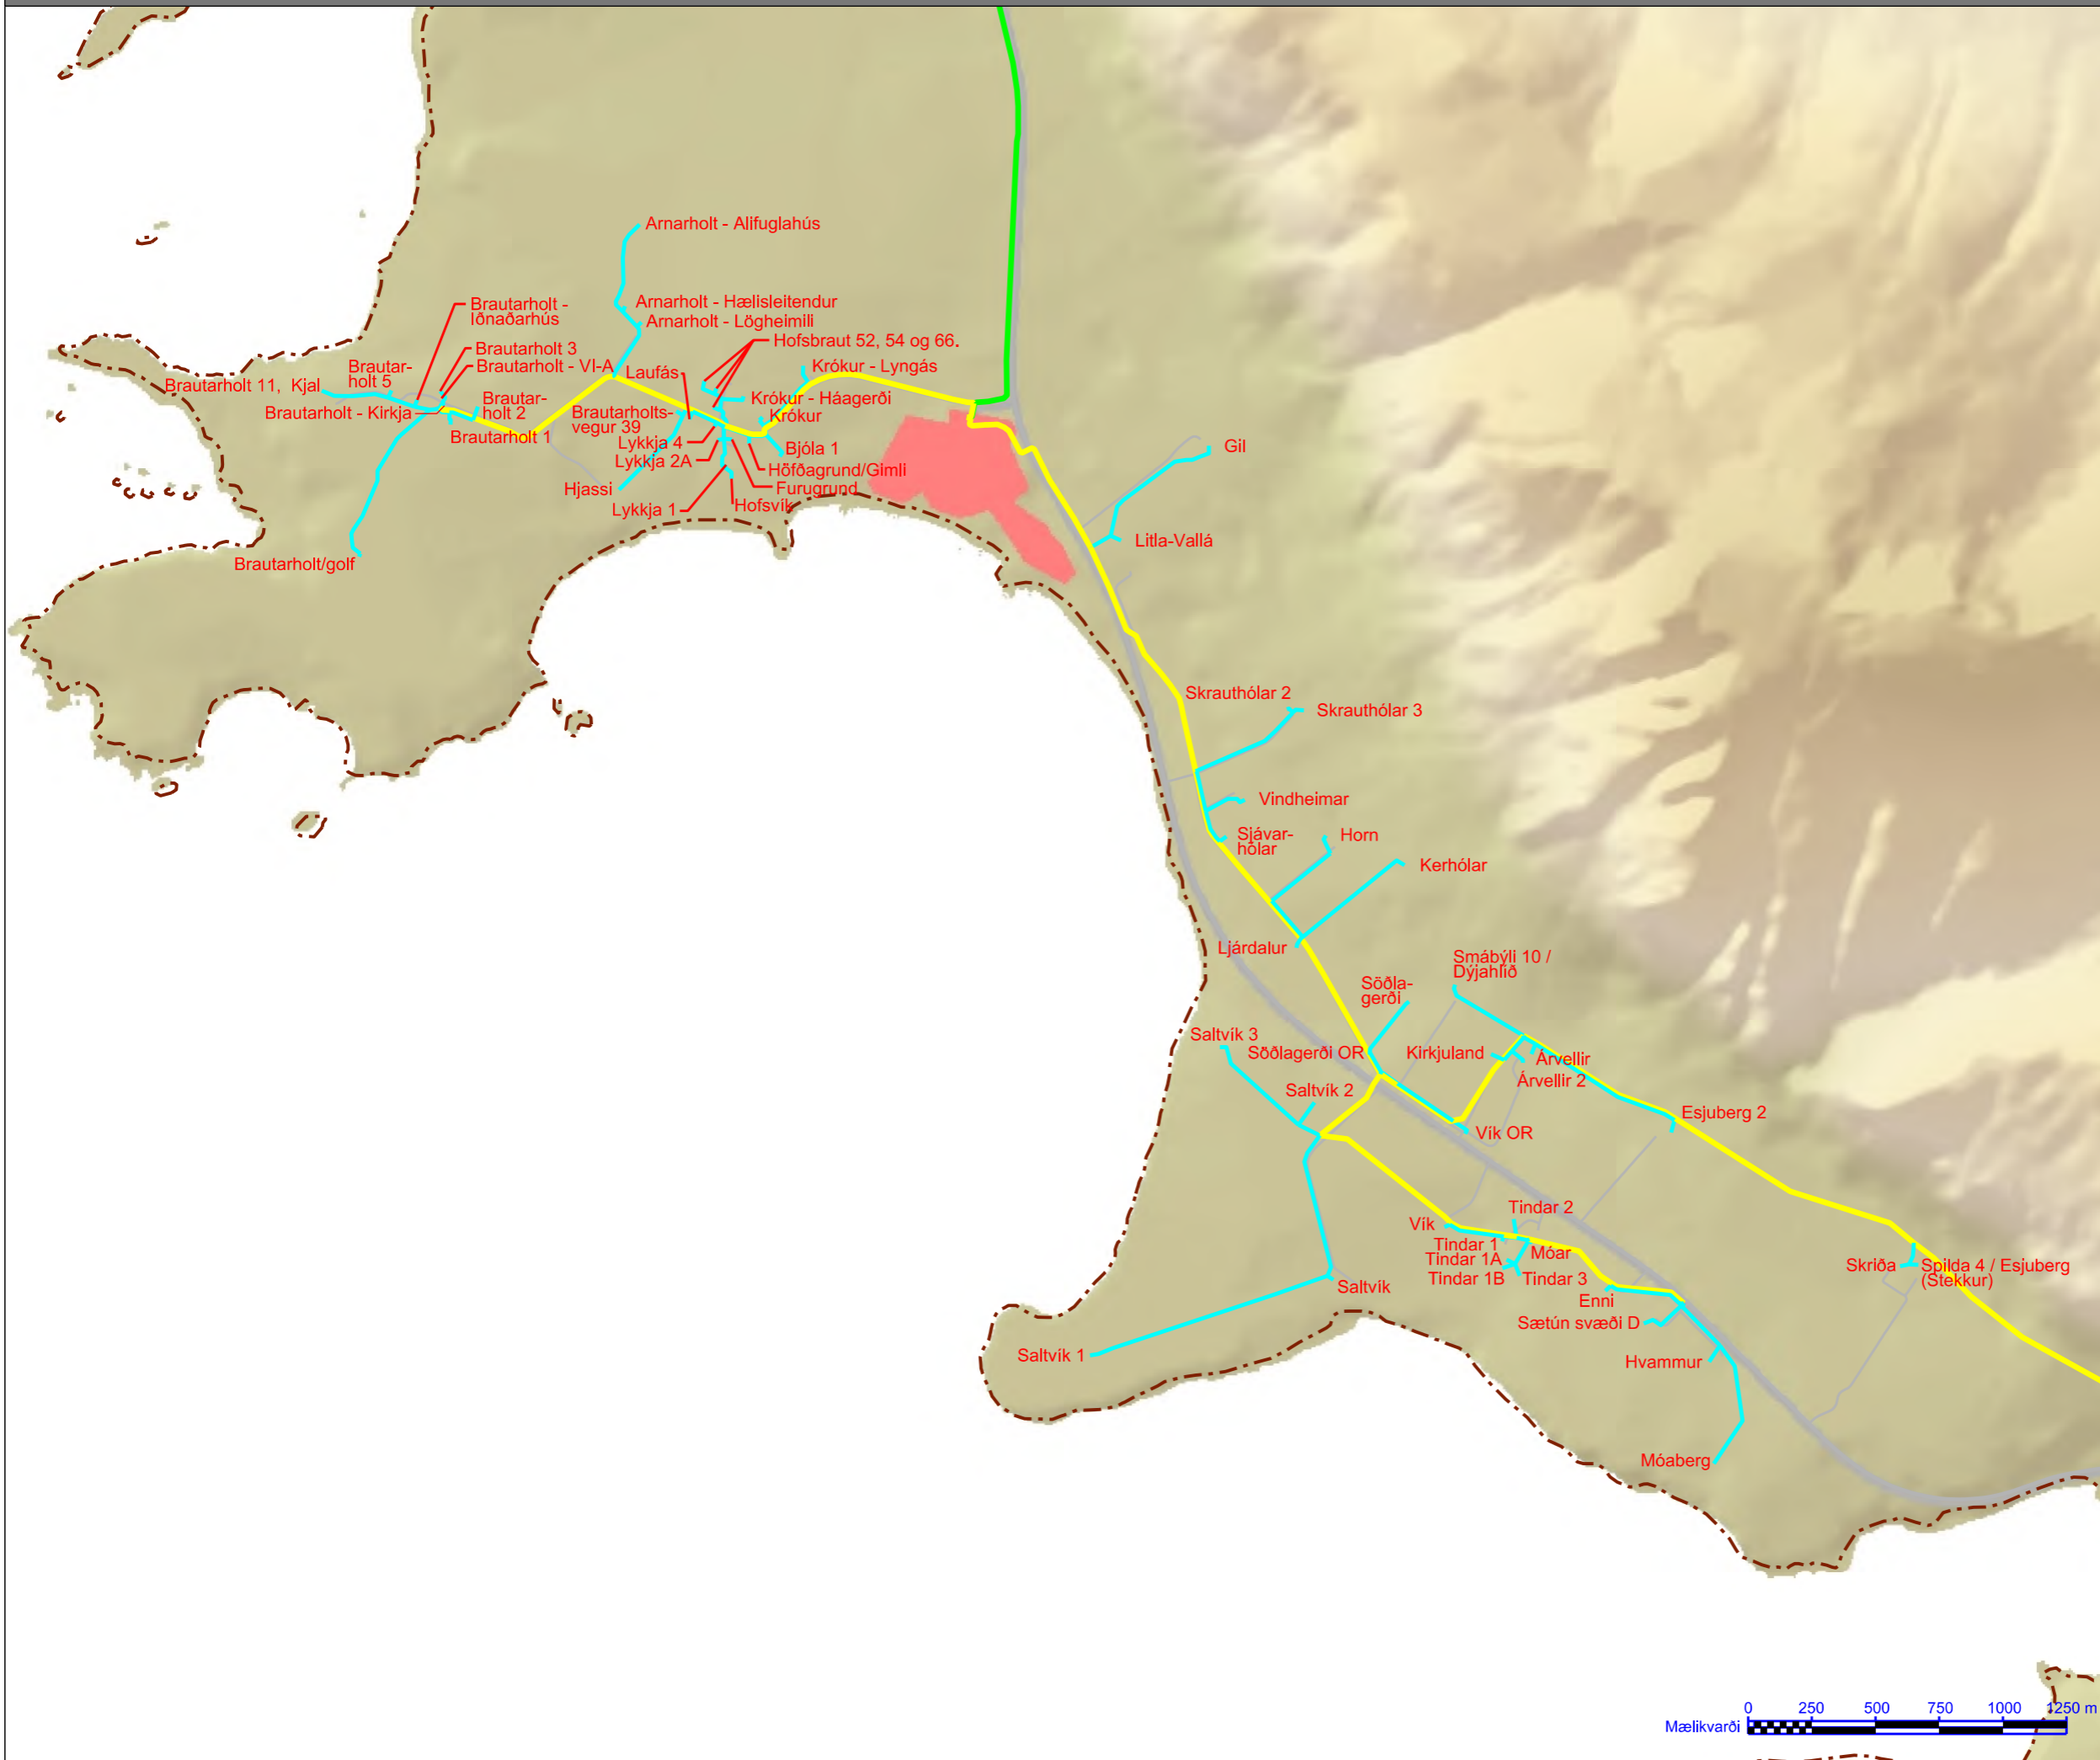 Arnarholt - Alifuglahús
Arnarholt - Hælisleitendur
Arnarholt - Lögheimili
Brautarholt -
Iðnaðarhús
Hofsbraut 52, 54 og 66.
Brautarholt 3
Brautarholt - VI-A
Laufás
Krókur - Lyngás
Brautar-
holt 5
Brautarholt 11, Kjal
Brautarholt - Kirkja
Brautar-
holt 2
Brautarholt 1
Brautarholts-
vegur 39
Krókur - Háagerði
Krókur
Lykkja 4
Lykkja 2A
Bjóla 1
Höfðagrund/Gimli
Furugrund
Hofsvík
Hjassi
Lykkja 1
Brautarholt/golf
Gil
Litla-Vallá
Skrauthólar 2
Skrauthólar 3
Vindheimar
Sjávar-
hólar
Horn
Kerhólar
Ljárdalur
Smábýli 10 /
Dýjahlíð
Söðla-
gerði
Saltvík 3
Söðlagerði OR
Kirkjuland
Árvellir
Árvellir 2
Saltvík 2
Esjuberg 2
Vík OR
Tindar 2
Vík
Tindar 1
Móar
Tindar 1A
Tindar 1B
Tindar 3
Skriða
Spilda 4 / Esjuberg
(Stekkur)
Saltvík
Enni
Sætún svæði D
Saltvík 1
Hvammur
Móaberg
0 250 500 750 1000 1250 m
Mælikvarði